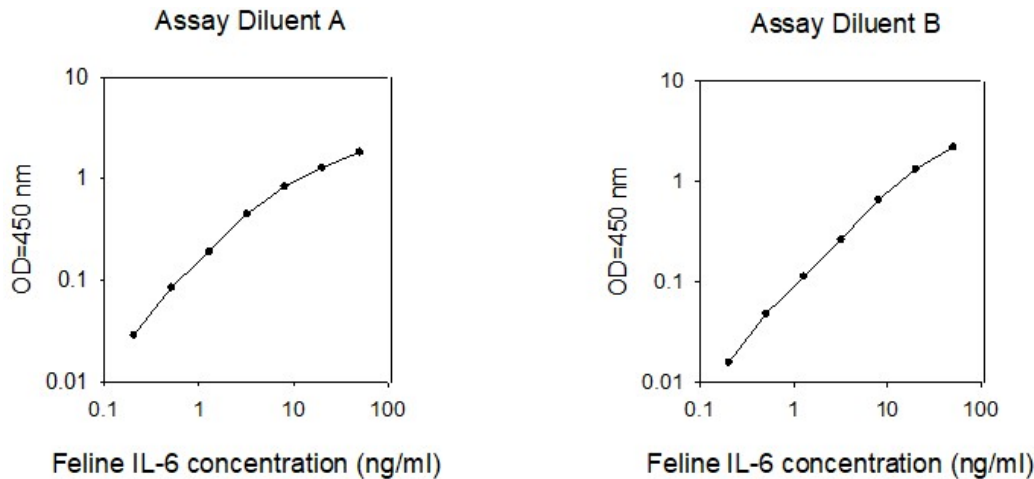 Assay Diluent A
10
1
0.1
0.01
OD=450 nm
0.1 1 10 100
Feline IL-6 concentration (ng/ml)
Assay Diluent B
10
1
0.1
0.01
OD=450 nm
0.1 1 10 100
Feline IL-6 concentration (ng/ml)